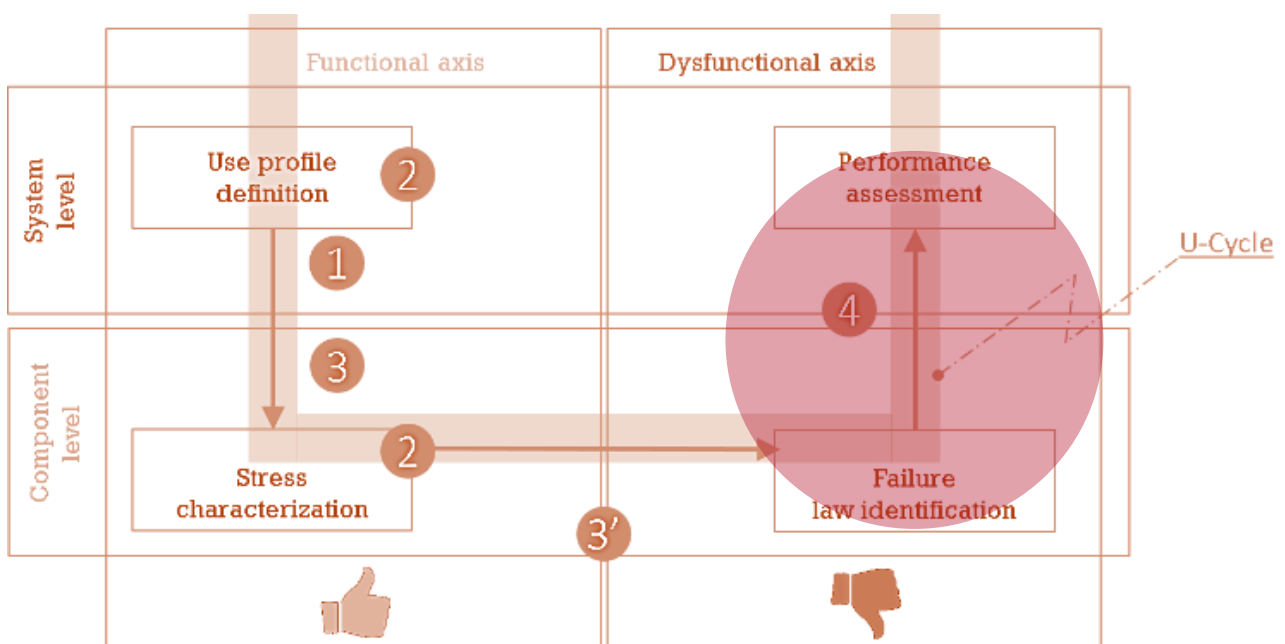 Functional axis
Dysfunctional axis
System
level
Use profile
definition
2
Performance
assessment
1
U-Cycle
4
3
Component
level
2
Stress
characterization
Failure
law identification
3’